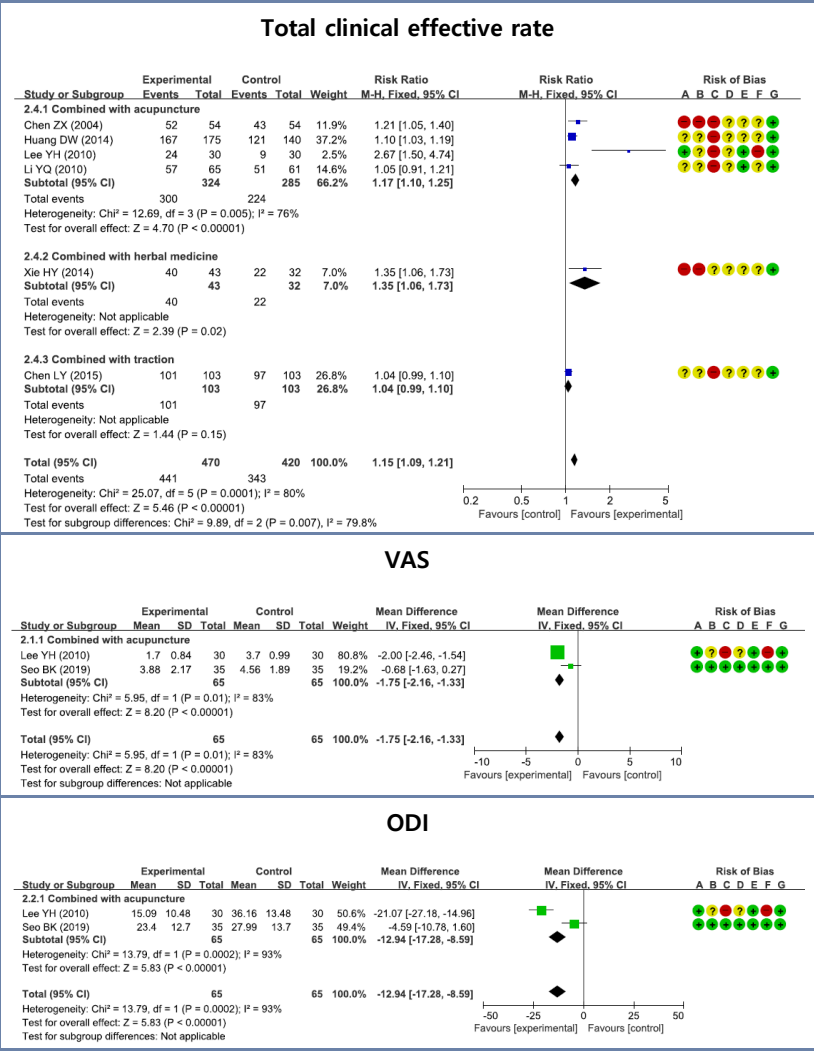 Total clinical effective rate
Experimental Control Risk Ratio Risk Ratio Risk of Bias
Study or Subgroup Events Total Events Total Weight M-H, Fixed, 95% CI M-H, Fixed, 95% CI A B C D E F G
2.4.1 Combined with acupuncture
Chen ZX (2004) 52 54 43 54 11.9% 1.21 [1.05, 1.40] – – – ? ? ? +
Huang DW (2014) 167 175 121 140 37.2% 1.10 [1.03, 1.19] ? ? – ? ? ? +
Lee YH (2010) 24 30 9 30 2.5% 2.67 [1.50, 4.74] + ? – ? + – +
Li YQ (2010) 57 65 51 61 14.6% 1.05 [0.91, 1.21] ? ? – ? + ? +
Subtotal (95% CI) 324 285 66.2% 1.17 [1.10, 1.25]
Total events 300 224
Heterogeneity: Chi² = 12.69, df = 3 (P = 0.005); I² = 76%
Test for overall effect: Z = 4.70 (P < 0.00001)
2.4.2 Combined with herbal medicine
Xie HY (2014) 40 43 22 32 7.0% 1.35 [1.06, 1.73] – – ? ? ? ? +
Subtotal (95% CI) 43 32 7.0% 1.35 [1.06, 1.73]
Total events 40 22
Heterogeneity: Not applicable
Test for overall effect: Z = 2.39 (P = 0.02)
2.4.3 Combined with traction
Chen LY (2015) 101 103 97 103 26.8% 1.04 [0.99, 1.10] ? ? – ? ? ? +
Subtotal (95% CI) 103 103 26.8% 1.04 [0.99, 1.10]
Total events 101 97
Heterogeneity: Not applicable
Test for overall effect: Z = 1.44 (P = 0.15)
Total (95% CI) 470 420 100.0% 1.15 [1.09, 1.21]
Total events 441 343
Heterogeneity: Chi² = 25.07, df = 5 (P = 0.0001); I² = 80%
Test for overall effect: Z = 5.46 (P < 0.00001)
Test for subgroup differences: Chi² = 9.89, df = 2 (P = 0.007), I² = 79.8%
0.2 0.5 1 2 5
Favours [control] Favours [experimental]
VAS
Experimental Control Mean Difference Mean Difference Risk of Bias
Study or Subgroup Mean SD Total Mean SD Total Weight IV, Fixed, 95% CI IV, Fixed, 95% CI A B C D E F G
2.1.1 Combined with acupuncture
Lee YH (2010) 1.7 0.84 30 3.7 0.99 30 80.8% -2.00 [-2.46, -1.54] + ? – ? + – +
Seo BK (2019) 3.88 2.17 35 4.56 1.89 35 19.2% -0.68 [-1.63, 0.27] + + + + + + +
Subtotal (95% CI) 65 65 100.0% -1.75 [-2.16, -1.33]
Heterogeneity: Chi² = 5.95, df = 1 (P = 0.01); I² = 83%
Test for overall effect: Z = 8.20 (P < 0.00001)
Total (95% CI) 65 65 100.0% -1.75 [-2.16, -1.33]
Heterogeneity: Chi² = 5.95, df = 1 (P = 0.01); I² = 83%
Test for overall effect: Z = 8.20 (P < 0.00001)
Test for subgroup differences: Not applicable
-10 -5 0 5 10
Favours [experimental] Favours [control]
ODI
Experimental Control Mean Difference Mean Difference Risk of Bias
Study or Subgroup Mean SD Total Mean SD Total Weight IV, Fixed, 95% CI IV, Fixed, 95% CI A B C D E F G
2.2.1 Combined with acupuncture
Lee YH (2010) 15.09 10.48 30 36.16 13.48 30 50.6% -21.07 [-27.18, -14.96] + ? – ? + – +
Seo BK (2019) 23.4 12.7 35 27.99 13.7 35 49.4% -4.59 [-10.78, 1.60] + + + + + + +
Subtotal (95% CI) 65 65 100.0% -12.94 [-17.28, -8.59]
Heterogeneity: Chi² = 13.79, df = 1 (P = 0.0002); I² = 93%
Test for overall effect: Z = 5.83 (P < 0.00001)
Total (95% CI) 65 65 100.0% -12.94 [-17.28, -8.59]
Heterogeneity: Chi² = 13.79, df = 1 (P = 0.0002); I² = 93%
Test for overall effect: Z = 5.83 (P < 0.00001)
Test for subgroup differences: Not applicable
-50 -25 0 25 50
Favours [experimental] Favours [control]